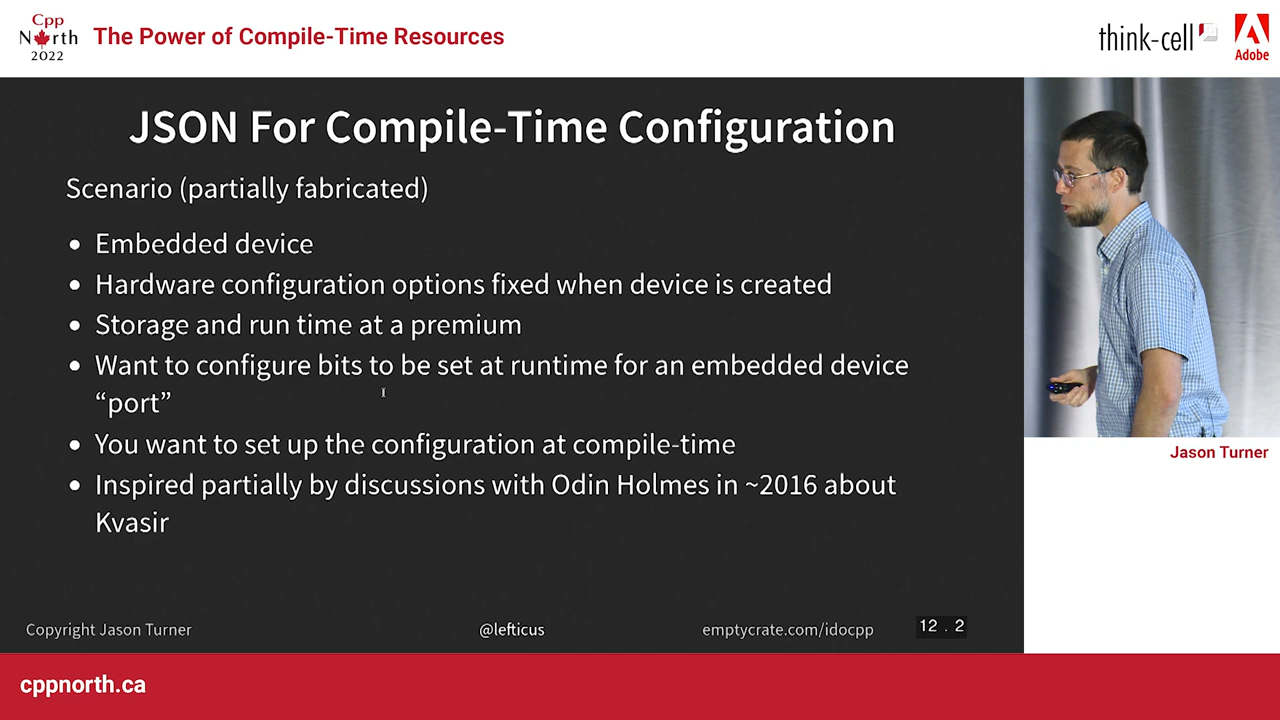 Cpp
North
2022
The Power of Compile-Time Resources
think-cell
Adobe
JSON For Compile-Time Configuration
Scenario (partially fabricated)
• Embedded device
• Hardware configuration options fixed when device is created
• Storage and run time at a premium
• Want to configure bits to be set at runtime for an embedded device
“port”
• You want to set up the configuration at compile-time
• Inspired partially by discussions with Odin Holmes in ~2016 about
Kvasir
Jason Turner
Copyright Jason Turner
@lefticus
emptycrate.com/idocpp
12 . 2
cppnorth.ca